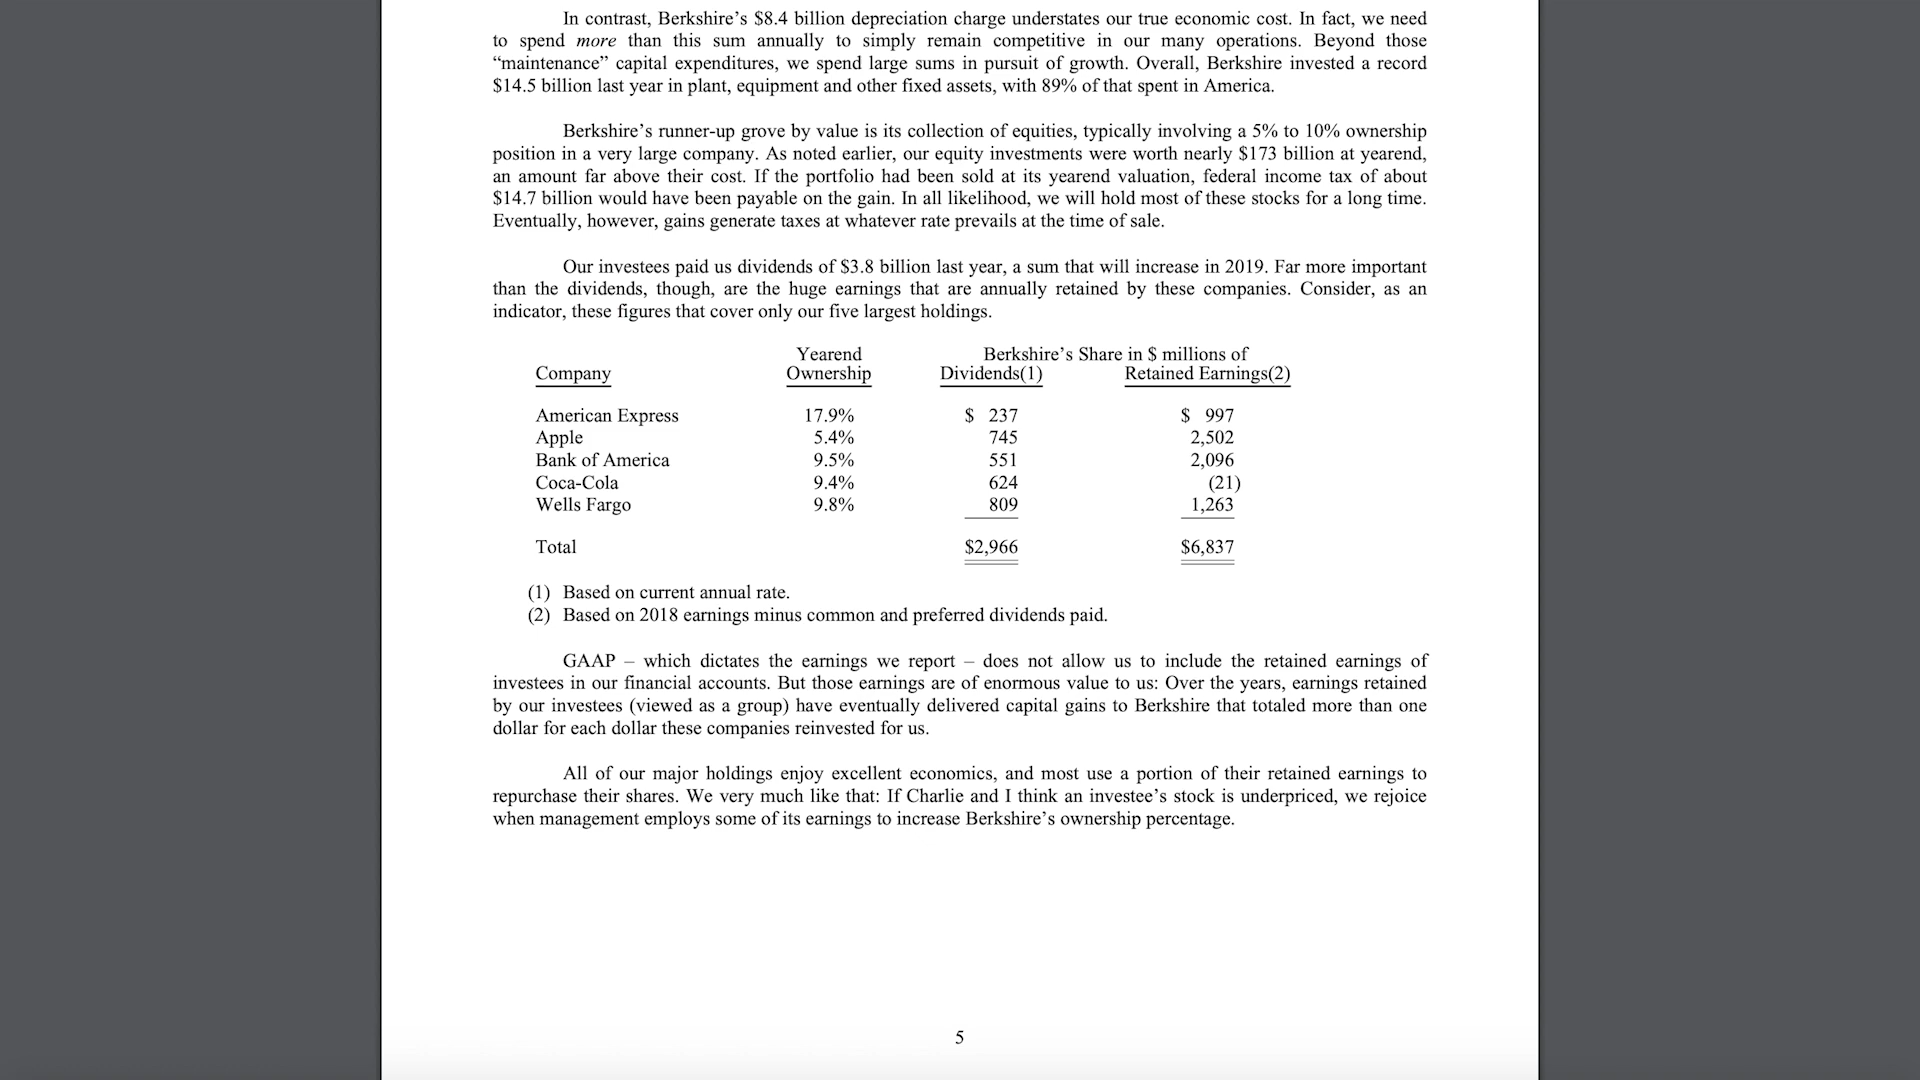 In contrast, Berkshire’s $8.4 billion depreciation charge understates our true economic cost. In fact, we need
to spend more than this sum annually to simply remain competitive in our many operations. Beyond those
“maintenance” capital expenditures, we spend large sums in pursuit of growth. Overall, Berkshire invested a record
$14.5 billion last year in plant, equipment and other fixed assets, with 89% of that spent in America.
Berkshire’s runner-up grove by value is its collection of equities, typically involving a 5% to 10% ownership
position in a very large company. As noted earlier, our equity investments were worth nearly $173 billion at yearend,
an amount far above their cost. If the portfolio had been sold at its yearend valuation, federal income tax of about
$14.7 billion would have been payable on the gain. In all likelihood, we will hold most of these stocks for a long time.
Eventually, however, gains generate taxes at whatever rate prevails at the time of sale.
Our investees paid us dividends of $3.8 billion last year, a sum that will increase in 2019. Far more important
than the dividends, though, are the huge earnings that are annually retained by these companies. Consider, as an
indicator, these figures that cover only our five largest holdings.
Yearend Berkshire’s Share in $ millions of
Company Ownership Dividends(1) Retained Earnings(2)
American Express 17.9% $ 237 $ 997
Apple 5.4% 745 2,502
Bank of America 9.5% 551 2,096
Coca-Cola 9.4% 624 (21)
Wells Fargo 9.8% 809 1,263
Total $2,966 $6,837
(1) Based on current annual rate.
(2) Based on 2018 earnings minus common and preferred dividends paid.
GAAP – which dictates the earnings we report – does not allow us to include the retained earnings of
investees in our financial accounts. But those earnings are of enormous value to us: Over the years, earnings retained
by our investees (viewed as a group) have eventually delivered capital gains to Berkshire that totaled more than one
dollar for each dollar these companies reinvested for us.
All of our major holdings enjoy excellent economics, and most use a portion of their retained earnings to
repurchase their shares. We very much like that: If Charlie and I think an investee’s stock is underpriced, we rejoice
when management employs some of its earnings to increase Berkshire’s ownership percentage.
5